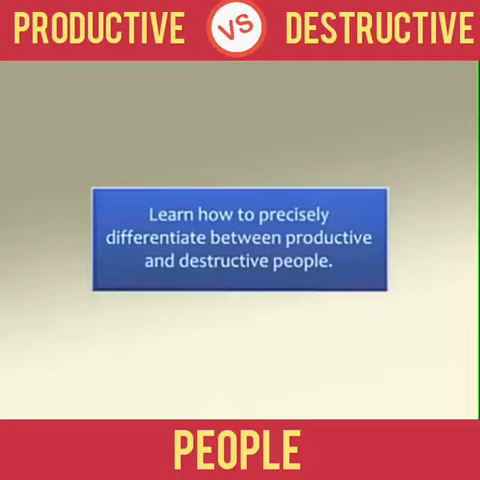 PRODUCTIVE VS DESTRUCTIVE
Learn how to precisely
differentiate between productive
and destructive people.
PEOPLE